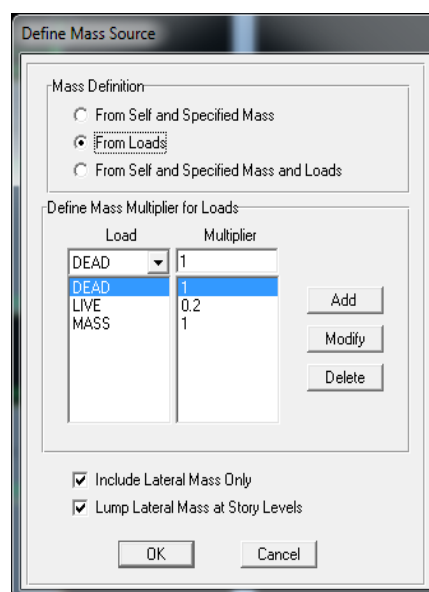 Define Mass Source
Mass Definition
From Self and Specified Mass
From Loads
From Self and Specified Mass and Loads
Define Mass Multiplier for Loads
Load Multiplier
DEAD 1
DEAD 1
LIVE 0.2
MASS 1
Add
Modify
Delete
Include Lateral Mass Only
Lump Lateral Mass at Story Levels
OK Cancel